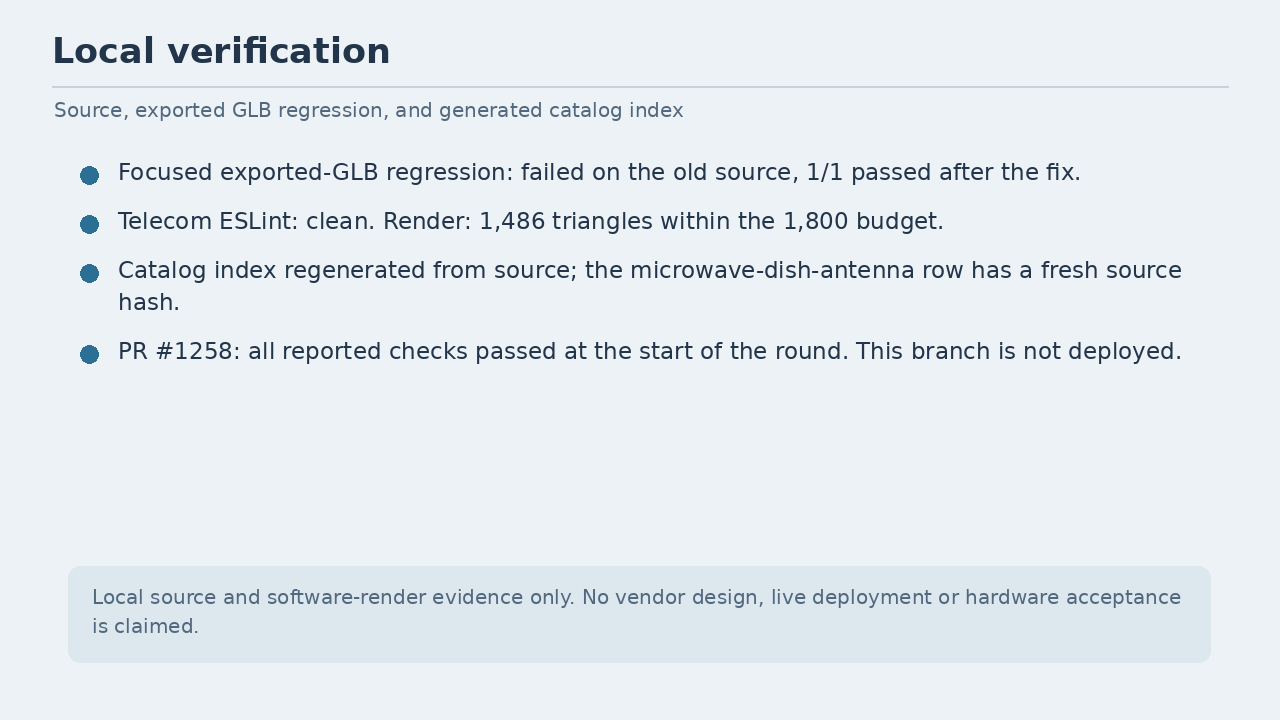 Local verification
Source, exported GLB regression, and generated catalog index
Focused exported-GLB regression: failed on the old source, 1/1 passed after the fix.
Telecom ESLint: clean. Render: 1,486 triangles within the 1,800 budget.
Catalog index regenerated from source; the microwave-dish-antenna row has a fresh source
hash.
PR #1258: all reported checks passed at the start of the round. This branch is not deployed.
Local source and software-render evidence only. No vendor design, live deployment or hardware acceptance
is claimed.